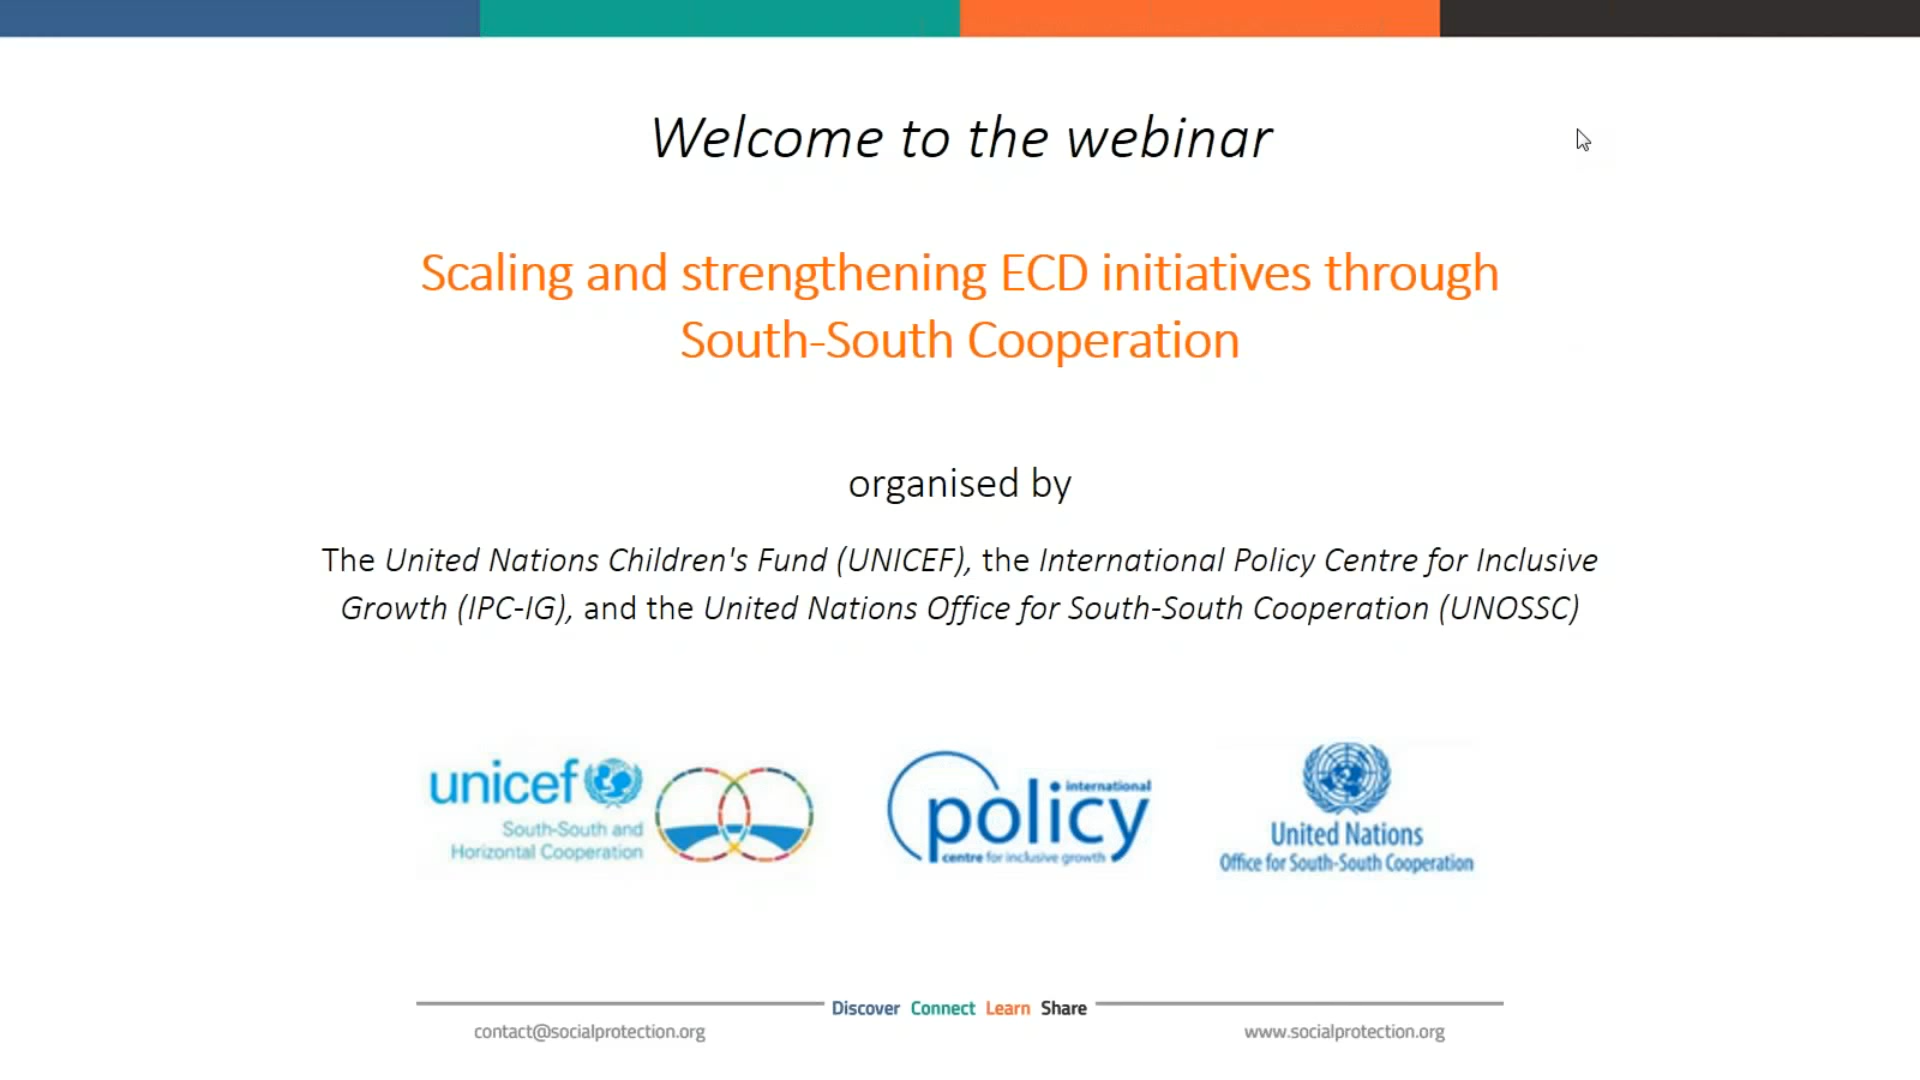 Welcome to the webinar
Scaling and strengthening ECD initiatives through
South-South Cooperation
organised by
The United Nations Children's Fund (UNICEF), the International Policy Centre for Inclusive
Growth (IPC-IG), and the United Nations Office for South-South Cooperation (UNOSSC)
unicef
South-South and
Horizontal Cooperation
international
policy
centre for inclusive growth
United Nations
Office for South-South Cooperation
Discover Connect Learn Share
contact@socialprotection.org
www.socialprotection.org